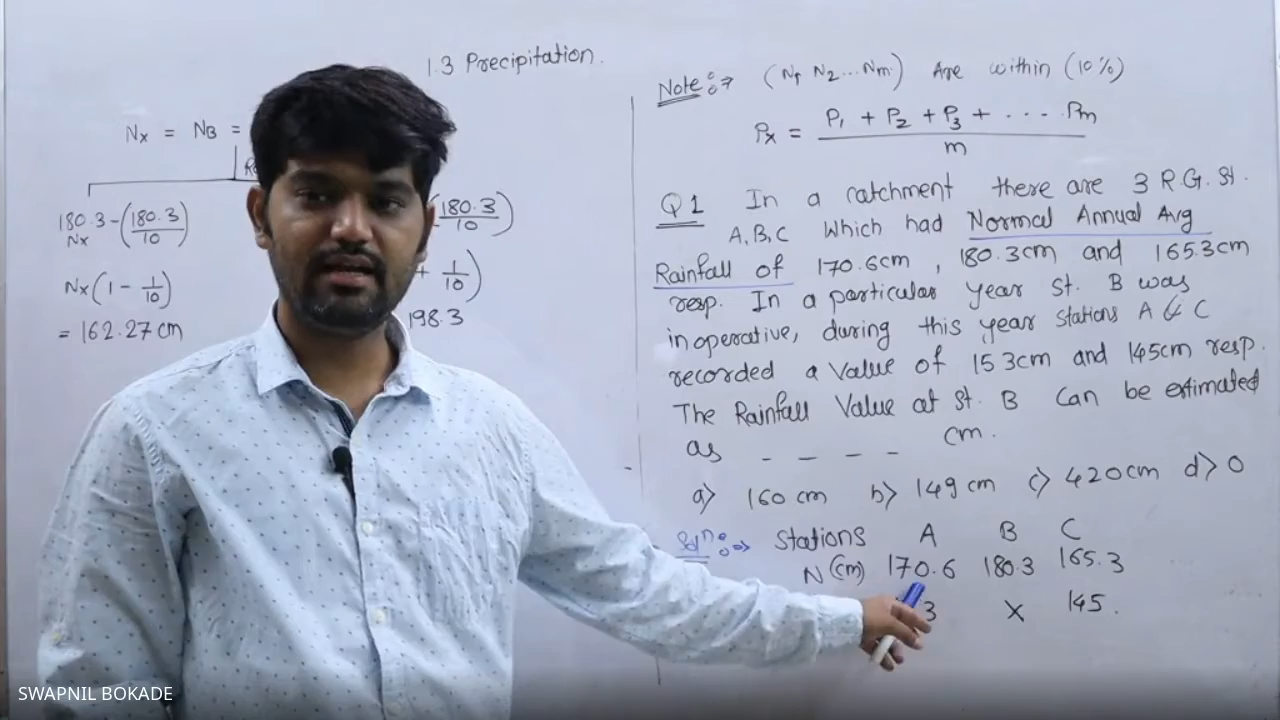 1.3 Precipitation.
Nx = NB =
180.3-(180.3/10)
Nx
180.3/10)
Nx(1 - 1/10)
+ 1/10)
= 162.27 cm
198.3
Note :→ (N1 N2...Nm.) Are within (10%)
Px = P1 + P2 + P3 + .... Pm
m
Q1 In a catchment there are 3 R.G. St.
A,B,C Which had Normal Annual Avg
Rainfall of 170.6cm , 180.3cm and 165.3cm
resp. In a particular year St. B was
inoperative, during this year stations A & C
recorded a Value of 153cm and 145cm resp.
The Rainfall Value at St. B Can be estimated
as - - - - cm.
a> 160 cm b> 149 cm c> 420cm d> 0
Soln :→ Stations A B C
N (cm) 170.6 180.3 165.3
3 X 145.
SWAPNIL BOKADE